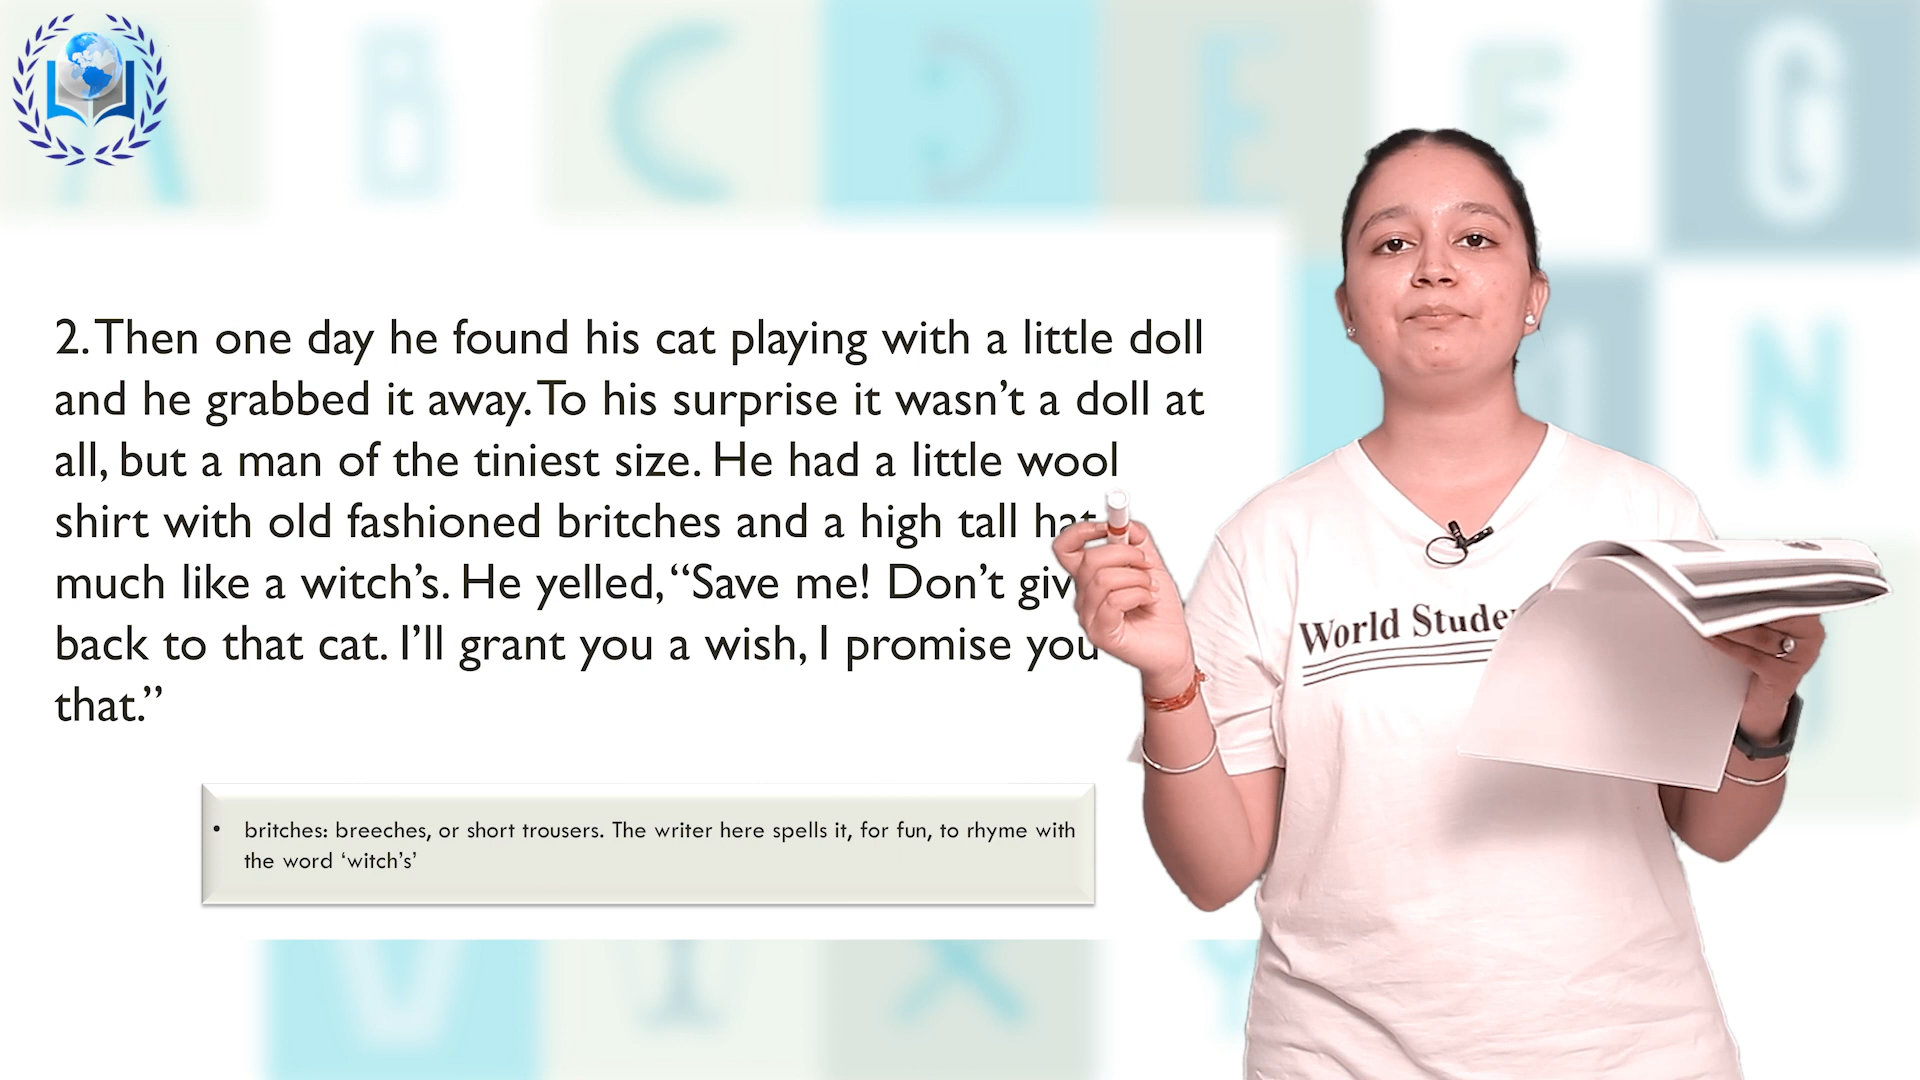 2. Then one day he found his cat playing with a little doll
and he grabbed it away. To his surprise it wasn’t a doll at
all, but a man of the tiniest size. He had a little wool
shirt with old fashioned britches and a high tall
much like a witch’s. He yelled, “Save me! Don’t
back to that cat. I’ll grant you a wish, I promise you
that.”
• britches: breeches, or short trousers. The writer here spells it, for fun, to rhyme with
the word ‘witch’s’
World
A B C D E F G
N
V X Y